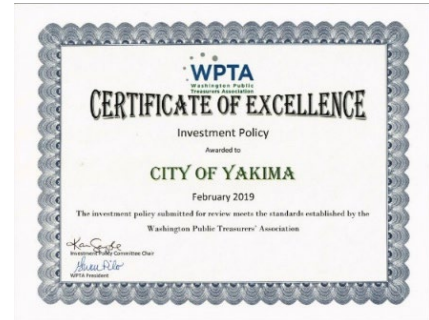 WPTA
Washington Public
Treasurers Association
CERTIFICATE OF EXCELLENCE
Investment Policy
Awarded to
CITY OF YAKIMA
February 2019
The investment policy submitted for review meets the standards established by the
Washington Public Treasurers' Association
Investment Policy Committee Chair
WPTA President